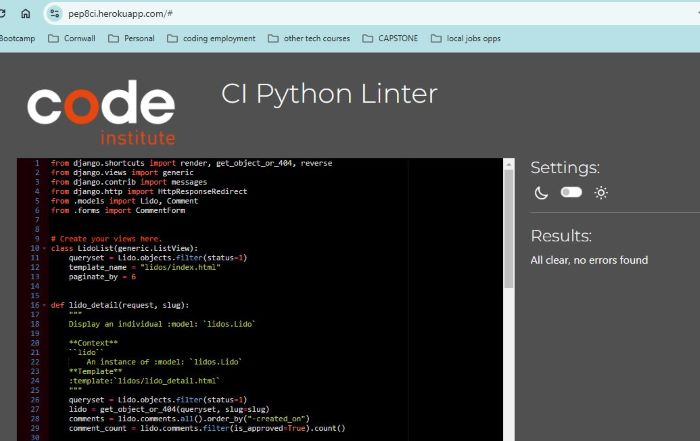 pep8ci.herokuapp.com/#
Bootcamp Cornwall Personal coding employment other tech courses CAPSTONE local jobs opps
code
institute
CI Python Linter
1 from django.shortcuts import render, get_object_or_404, reverse
2 from django.views import generic
3 from django.contrib import messages
4 from django.http import HttpResponseRedirect
5 from .models import Lido, Comment
6 from .forms import CommentForm
7
8
9 # Create your views here.
10 class LidoList(generic.ListView):
11 queryset = Lido.objects.filter(status=1)
12 template_name = "lidos/index.html"
13 paginate_by = 6
14
15
16 def lido_detail(request, slug):
17 """
18 Display an individual :model: `lidos.Lido`
19
20 **Context**
21 ``lido``
22 An instance of :model: `lidos.Lido`
23 **Template**
24 :template:`lidos/lido_detail.html`
25 """
26 queryset = Lido.objects.filter(status=1)
27 lido = get_object_or_404(queryset, slug=slug)
28 comments = lido.comments.all().order_by("-created_on")
29 comment_count = lido.comments.filter(is_approved=True).count()
30
Settings:
Results:
All clear, no errors found